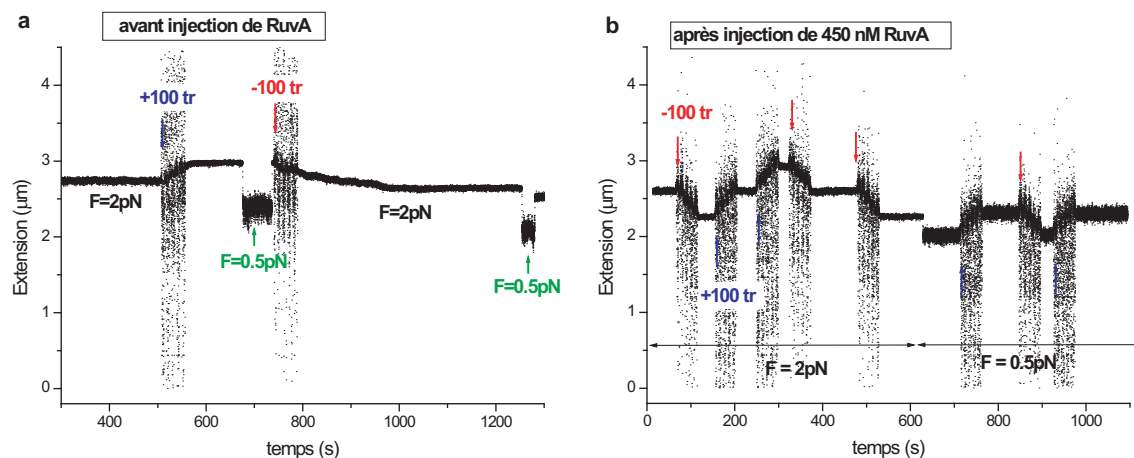 a
avant injection de RuvA
Extension (µm)
4
3
2
1
0
+100 tr
-100 tr
F=2pN
F=2pN
F=0.5pN
F=0.5pN
400
600
800
1000
1200
temps (s)
b
après injection de 450 nM RuvA
Extension (µm)
4
3
2
1
0
-100 tr
+100 tr
F = 2pN
F = 0.5pN
0
200
400
600
800
1000
temps (s)